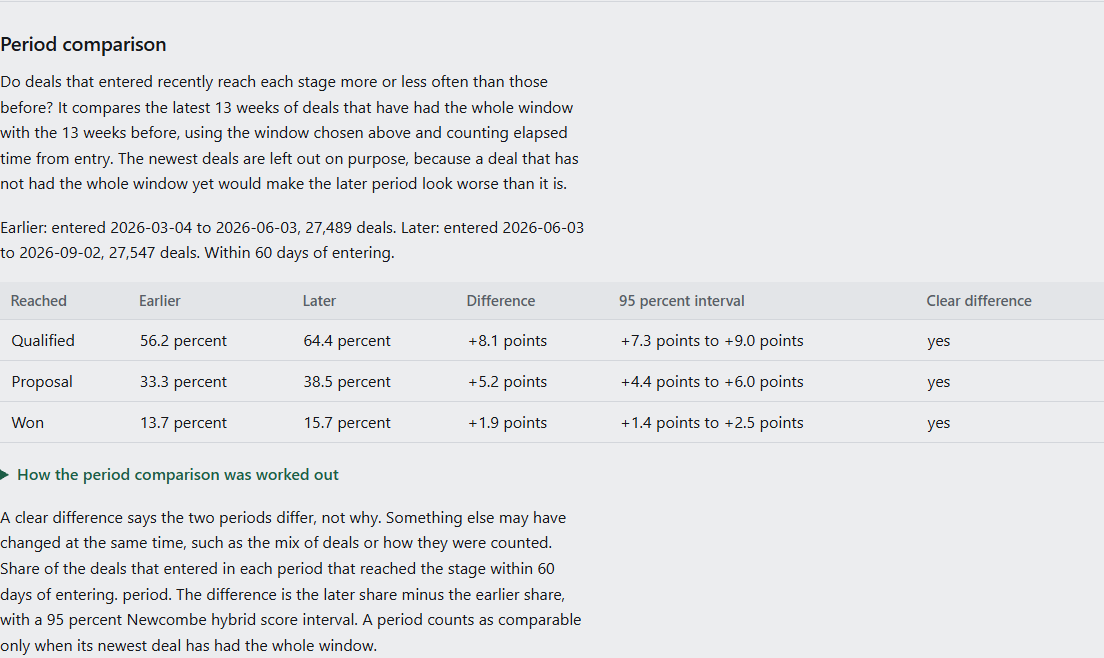 Period comparison
Do deals that entered recently reach each stage more or less often than those
before? It compares the latest 13 weeks of deals that have had the whole window
with the 13 weeks before, using the window chosen above and counting elapsed
time from entry. The newest deals are left out on purpose, because a deal that has
not had the whole window yet would make the later period look worse than it is.
Earlier: entered 2026-03-04 to 2026-06-03, 27,489 deals. Later: entered 2026-06-03
to 2026-09-02, 27,547 deals. Within 60 days of entering.
Reached Earlier Later Difference 95 percent interval Clear difference
Qualified 56.2 percent 64.4 percent +8.1 points +7.3 points to +9.0 points yes
Proposal 33.3 percent 38.5 percent +5.2 points +4.4 points to +6.0 points yes
Won 13.7 percent 15.7 percent +1.9 points +1.4 points to +2.5 points yes
How the period comparison was worked out
A clear difference says the two periods differ, not why. Something else may have
changed at the same time, such as the mix of deals or how they were counted.
Share of the deals that entered in each period that reached the stage within 60
days of entering. period. The difference is the later share minus the earlier share,
with a 95 percent Newcombe hybrid score interval. A period counts as comparable
only when its newest deal has had the whole window.